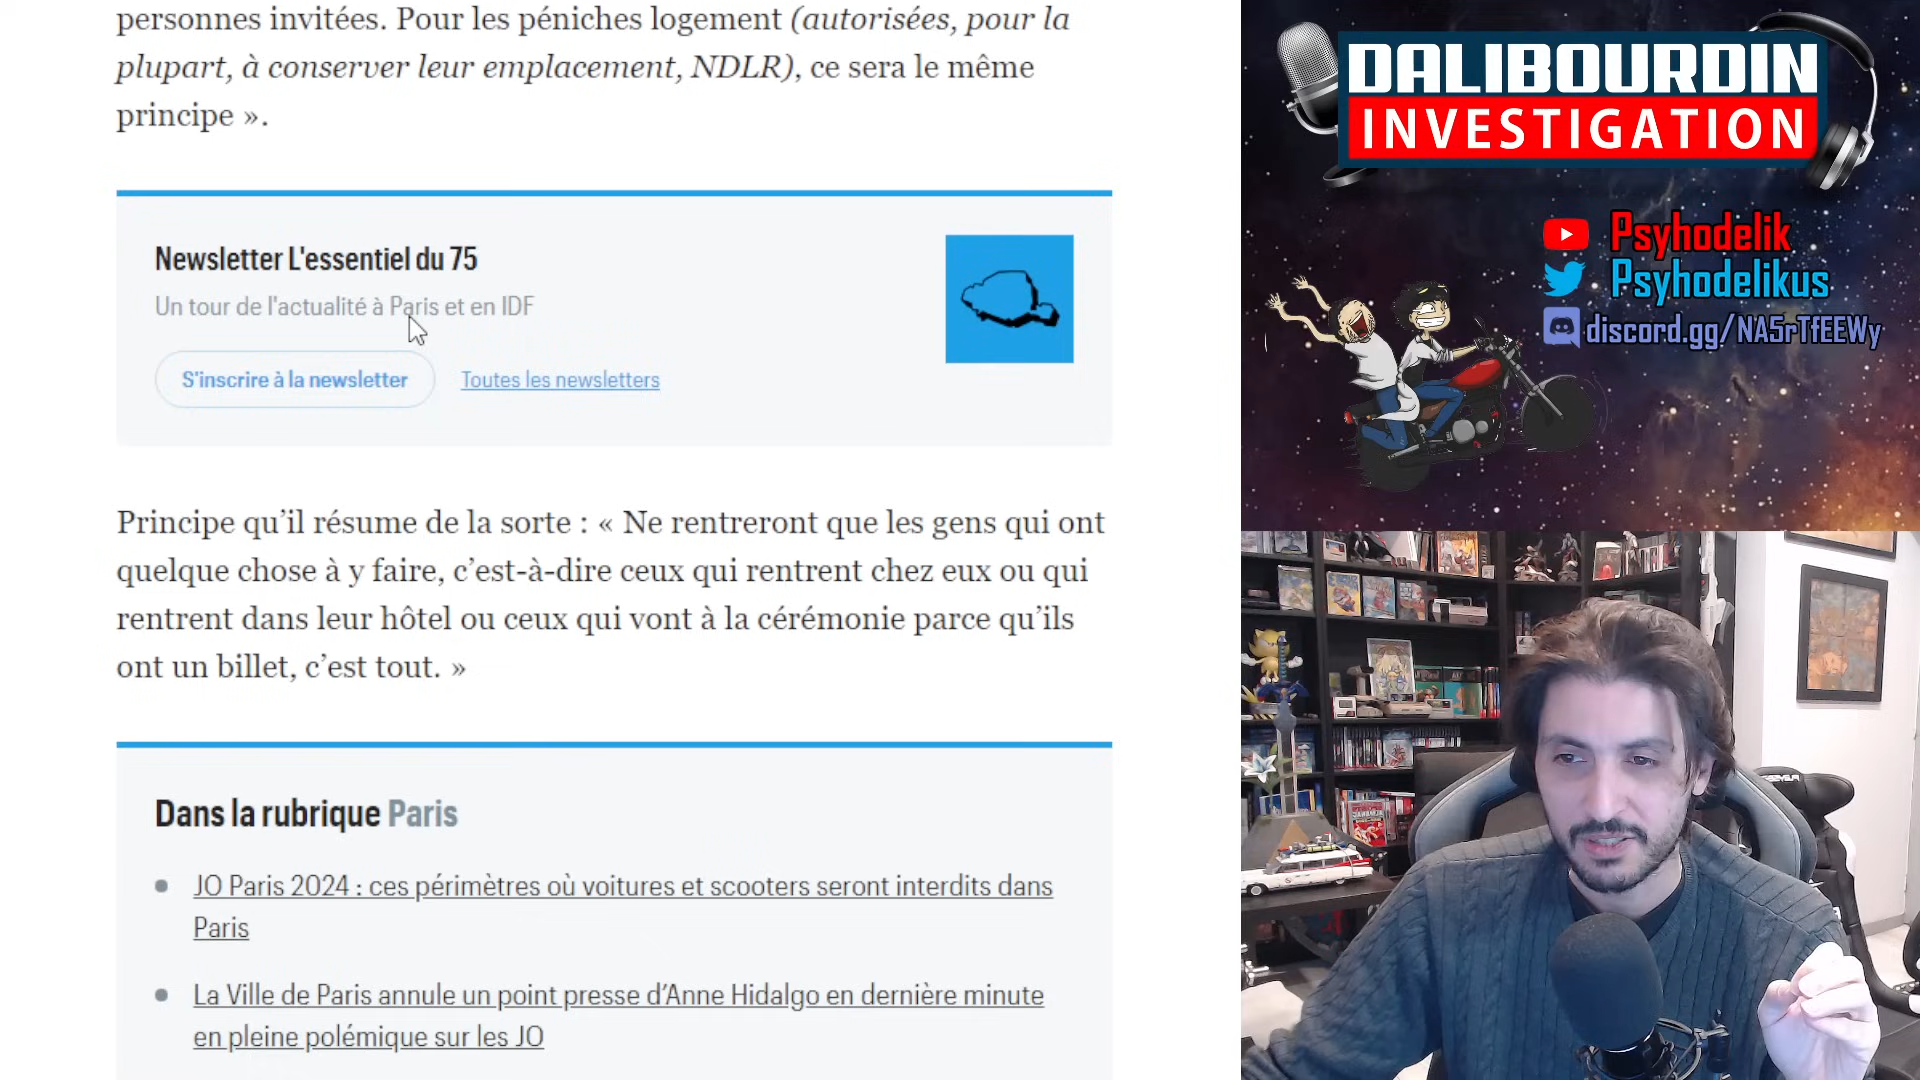 personnes invitées. Pour les péniches logement (autorisées, pour la
plupart, à conserver leur emplacement, NDLR), ce sera le même
principe ».
Newsletter L'essentiel du 75
Un tour de l'actualité à Paris et en IDF
S'inscrire à la newsletter
Toutes les newsletters
Principe qu’il résume de la sorte : « Ne rentreront que les gens qui ont
quelque chose à y faire, c’est-à-dire ceux qui rentrent chez eux ou qui
rentrent dans leur hôtel ou ceux qui vont à la cérémonie parce qu’ils
ont un billet, c’est tout. »
Dans la rubrique Paris
JO Paris 2024 : ces périmètres où voitures et scooters seront interdits dans
Paris
La Ville de Paris annule un point presse d’Anne Hidalgo en dernière minute
en pleine polémique sur les JO
DALIBOURDIN
INVESTIGATION
Psyhodelik
Psyhodelikus
discord.gg/NA5rTfEEWy